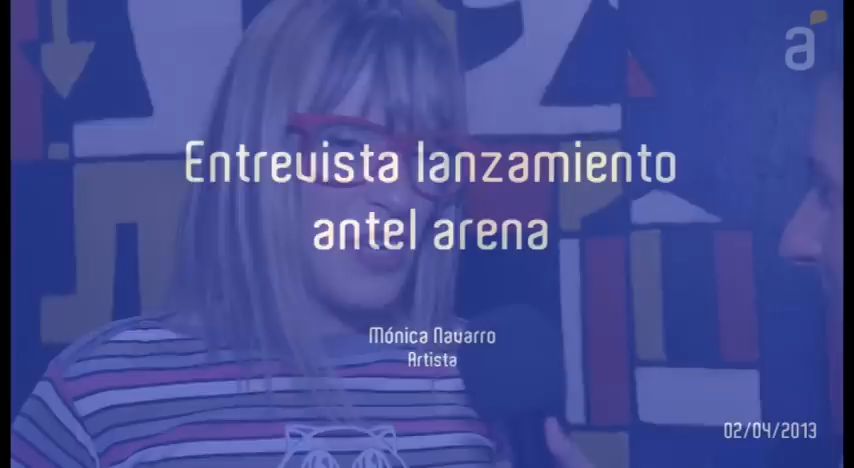 a
Entrevista lanzamiento
antel arena
Mónica Navarro
Artista
02/04/2013